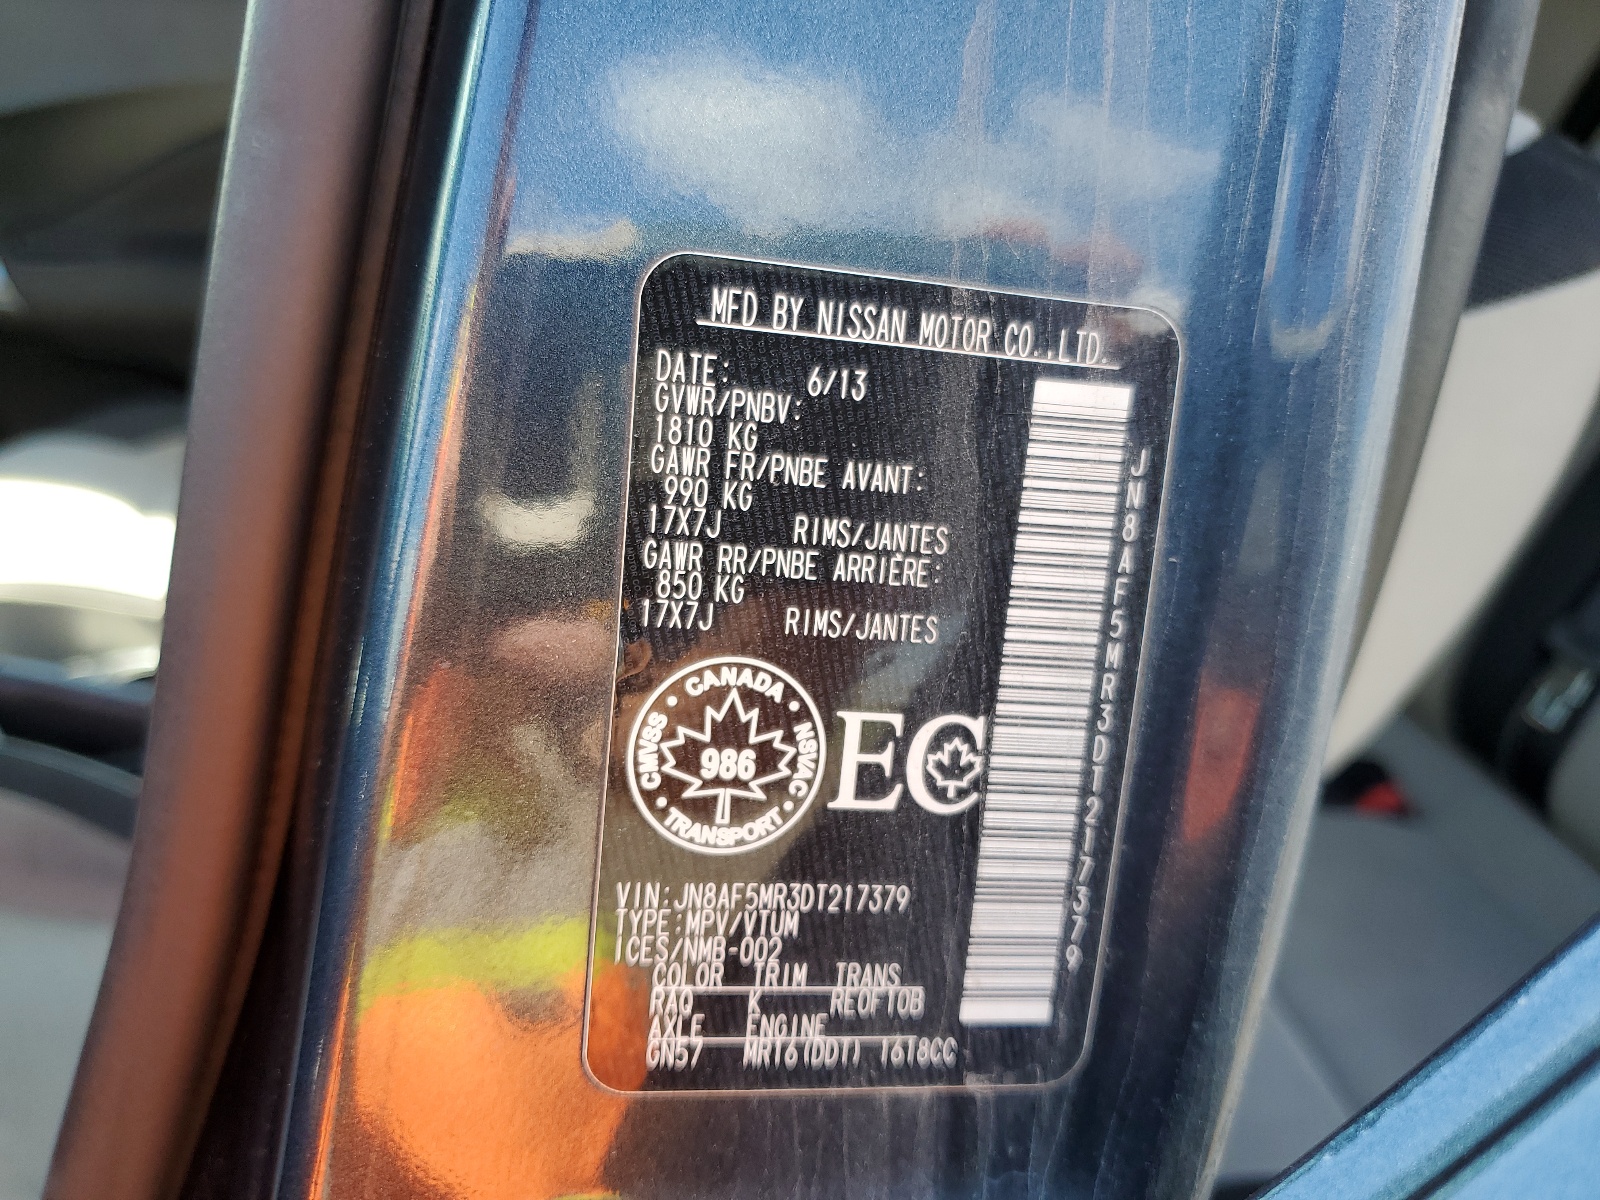 MFD BY NISSAN MOTOR CO.,LTD.
DATE: 6/13
GVWR/PNBV:
1810 KG
GAWR FR/PNBE AVANT:
990 KG
17X7J RIMS/JANTES
GAWR RR/PNBE ARRIÈRE:
850 KG
17X7J RIMS/JANTES
CANADA
CMVSS
NSVAC
986
TRANSPORT
EC
VIN:JN8AF5MR3DT217379
TYPE:MPV/VTUM
ICES/NMB-002
COLOR TRIM TRANS
RAQ K RE0F10B
AXLE ENGINE
GN57 MR16(DDT) 1618CC
JN8AF5MR3DT217379